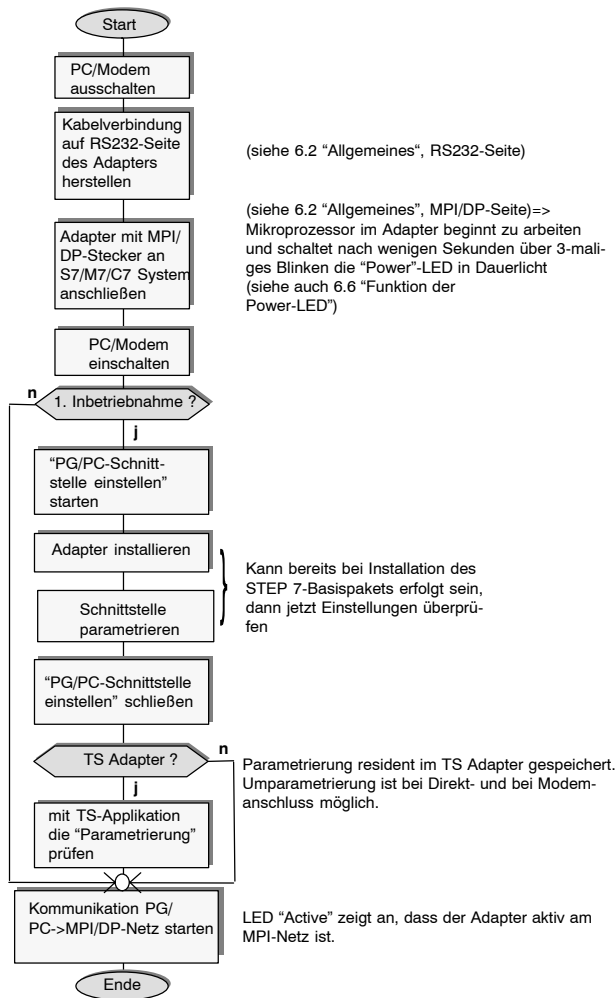 Start
PC/Modem
ausschalten
Kabelverbindung
auf RS232-Seite
des Adapters
herstellen
(siehe 6.2 “Allgemeines“, RS232-Seite)
Adapter mit MPI/
DP-Stecker an
S7/M7/C7 System
anschließen
(siehe 6.2 “Allgemeines”, MPI/DP-Seite)=>
Mikroprozessor im Adapter beginnt zu arbeiten
und schaltet nach wenigen Sekunden über 3-mali-
ges Blinken die “Power”-LED in Dauerlicht
(siehe auch 6.6 “Funktion der
Power-LED”)
PC/Modem
einschalten
n
1. Inbetriebnahme ?
j
“PG/PC-Schnitt-
stelle einstellen”
starten
Adapter installieren
Schnittstelle
parametrieren
Kann bereits bei Installation des
STEP 7-Basispakets erfolgt sein,
dann jetzt Einstellungen überprü-
fen
“PG/PC-Schnittstelle
einstellen” schließen
TS Adapter ?
n
j
Parametrierung resident im TS Adapter gespeichert.
Umparametrierung ist bei Direkt- und bei Modem-
anschluss möglich.
mit TS-Applikation
die “Parametrierung”
prüfen
Kommunikation PG/
PC->MPI/DP-Netz starten
LED “Active” zeigt an, dass der Adapter aktiv am
MPI-Netz ist.
Ende